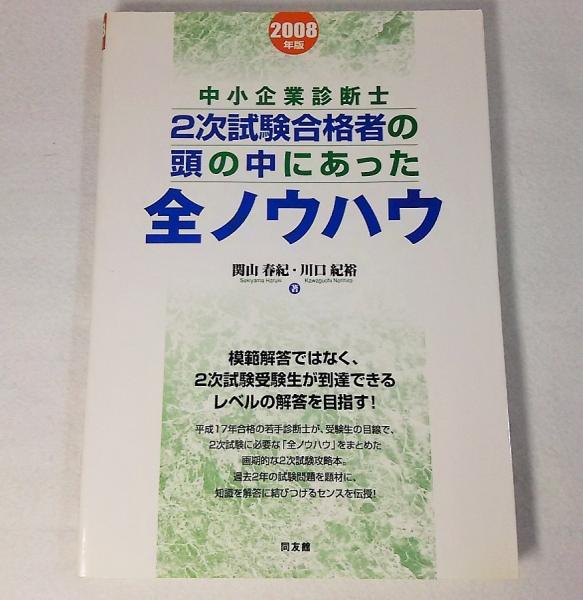 2008
年版
中小企業診断士
2次試験合格者の
頭の中にあった
全ノウハウ
関山 春紀・川口 紀裕
Sekiyama Haruki Kawaguchi Norihiro
著
模範解答ではなく、
2次試験受験生が到達できる
レベルの解答を目指す!
平成17年合格の若手診断士が、受験生の目線で、
2次試験に必要な「全ノウハウ」をまとめた
画期的な2次試験攻略本。
過去2年の試験問題を題材に、
知識を解答に結びつけるセンスを伝授!
同友館